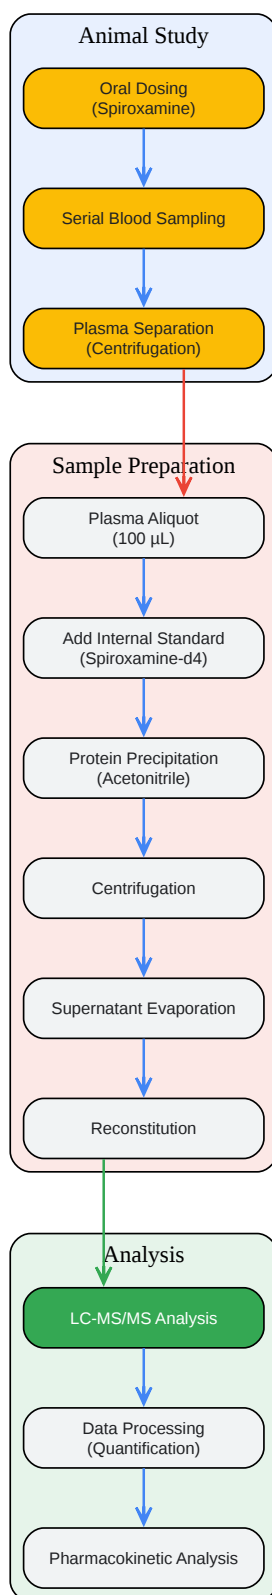 Animal Study
Oral Dosing
(Spiroxamine)
Serial Blood Sampling
Plasma Separation
(Centrifugation)
Sample Preparation
Plasma Aliquot
(100 µL)
Add Internal Standard
(Spiroxamine-d4)
Protein Precipitation
(Acetonitrile)
Centrifugation
Supernatant Evaporation
Reconstitution
Analysis
LC-MS/MS Analysis
Data Processing
(Quantification)
Pharmacokinetic Analysis